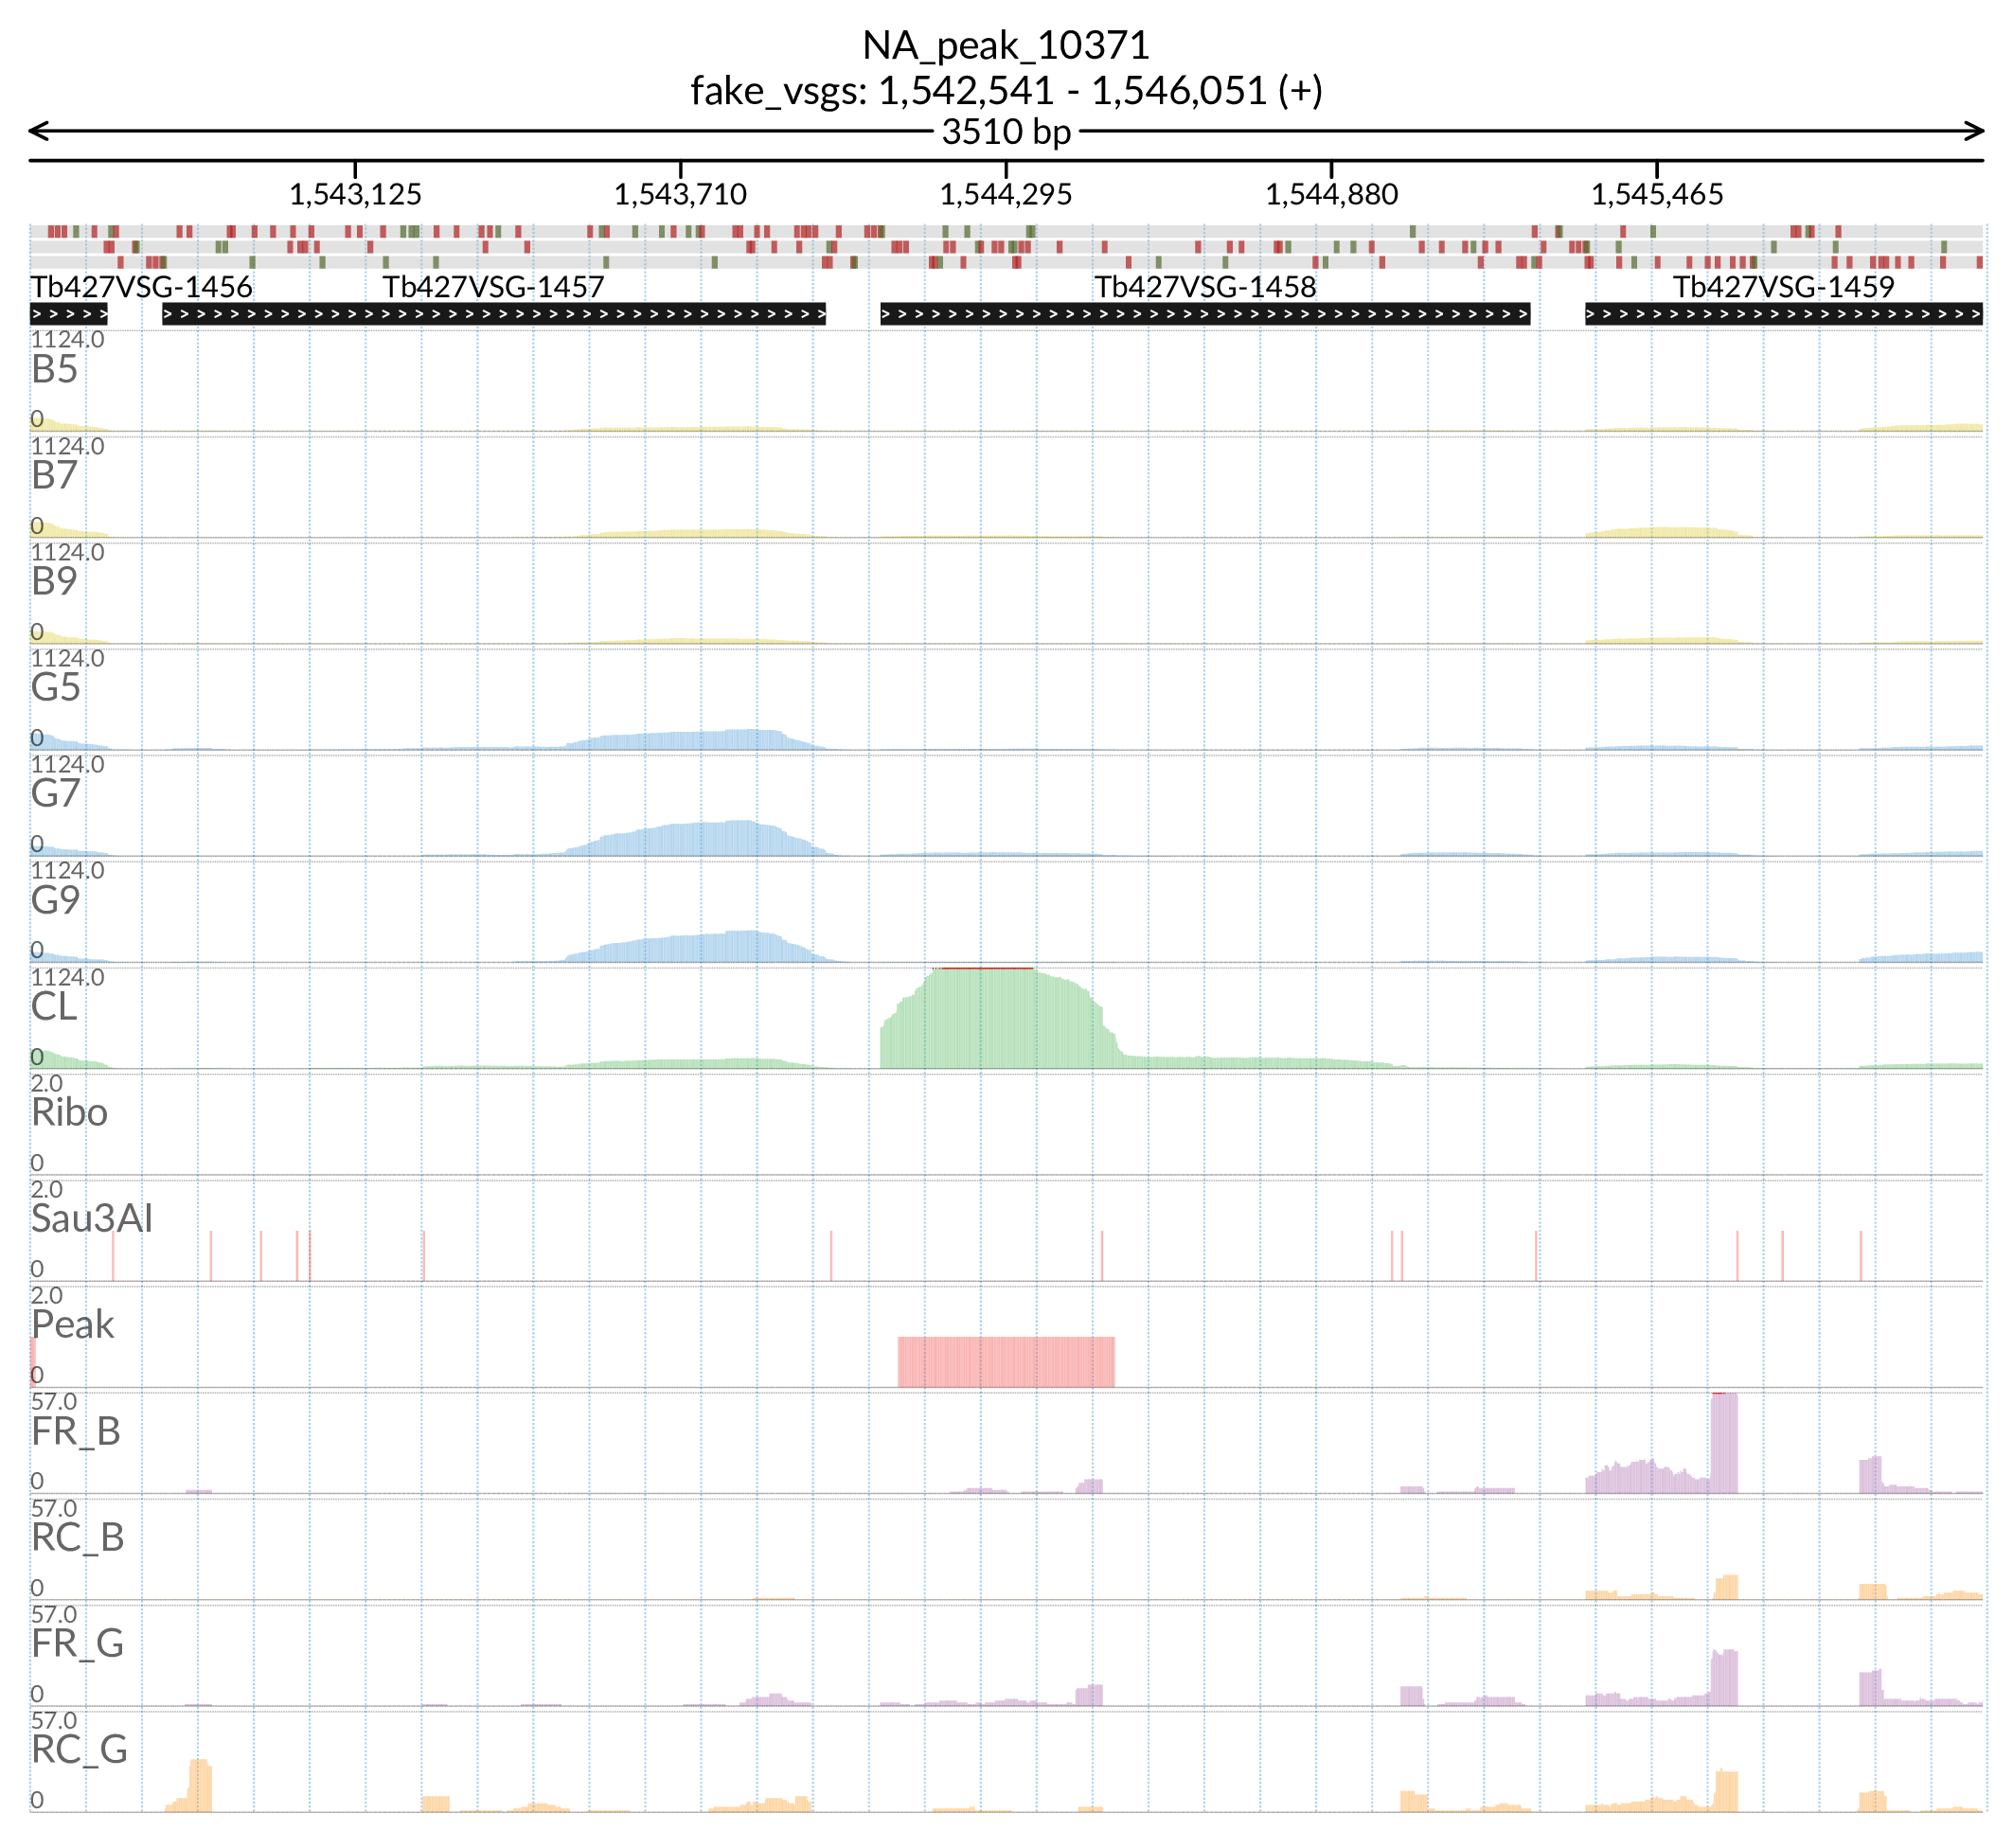 NA_peak_10371
fake_vsgs: 1,542,541 - 1,546,051 (+)
3510 bp
1,543,125 1,543,710 1,544,295 1,544,880 1,545,465
Tb427VSG-1456 Tb427VSG-1457 Tb427VSG-1458 Tb427VSG-1459
1124.0
B5
0
1124.0
B7
0
1124.0
B9
0
1124.0
G5
0
1124.0
G7
0
1124.0
G9
0
1124.0
CL
0
2.0
Ribo
0
2.0
Sau3AI
0
2.0
Peak
0
57.0
FR_B
0
57.0
RC_B
0
57.0
FR_G
0
57.0
RC_G
0